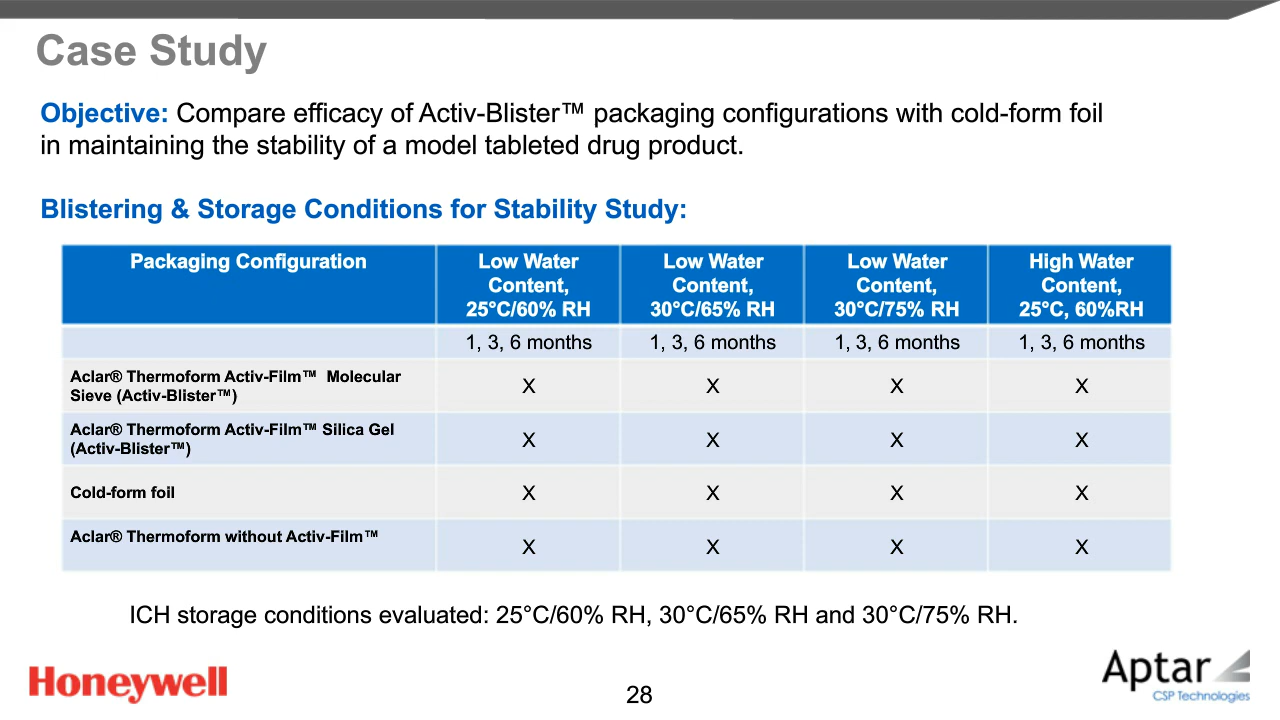 Case Study
Objective: Compare efficacy of Activ-Blister™ packaging configurations with cold-form foil
in maintaining the stability of a model tableted drug product.
Blistering & Storage Conditions for Stability Study:
Packaging Configuration
Low Water
Content,
25°C/60% RH
Low Water
Content,
30°C/65% RH
Low Water
Content,
30°C/75% RH
High Water
Content,
25°C, 60%RH
1, 3, 6 months
1, 3, 6 months
1, 3, 6 months
1, 3, 6 months
Aclar® Thermoform Activ-Film™ Molecular
Sieve (Activ-Blister™)
X
X
X
X
Aclar® Thermoform Activ-Film™ Silica Gel
(Activ-Blister™)
X
X
X
X
Cold-form foil
X
X
X
X
Aclar® Thermoform without Activ-Film™
X
X
X
X
ICH storage conditions evaluated: 25°C/60% RH, 30°C/65% RH and 30°C/75% RH.
Honeywell
28
Aptar
CSP Technologies